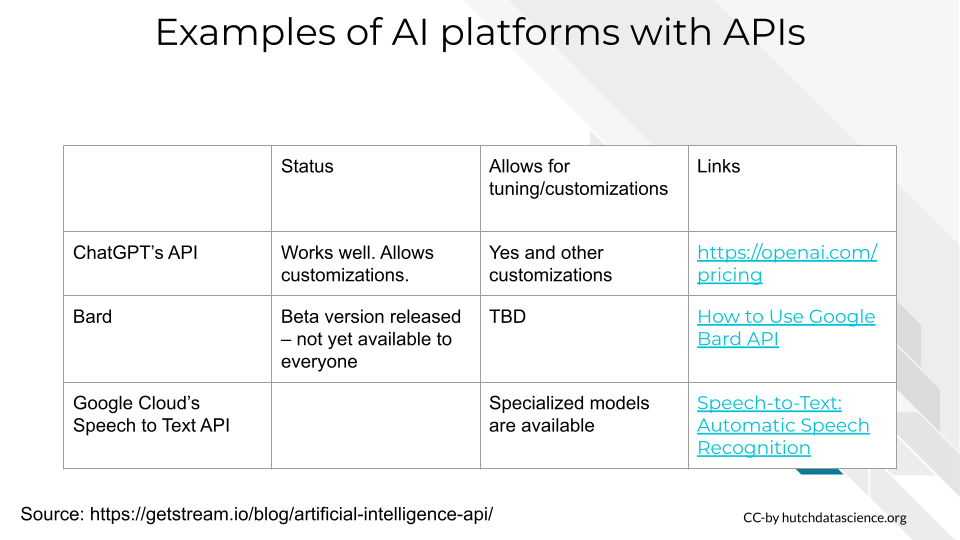 Examples of AI platforms with APIs
Status
Allows for
tuning/customizations
Links
ChatGPT’s API
Works well. Allows
customizations.
Yes and other
customizations
https://openai.com/
pricing
Bard
Beta version released
– not yet available to
everyone
TBD
How to Use Google
Bard API
Google Cloud’s
Speech to Text API
Specialized models
are available
Speech-to-Text:
Automatic Speech
Recognition
Source: https://getstream.io/blog/artificial-intelligence-api/
CC-by hutchdatascience.org